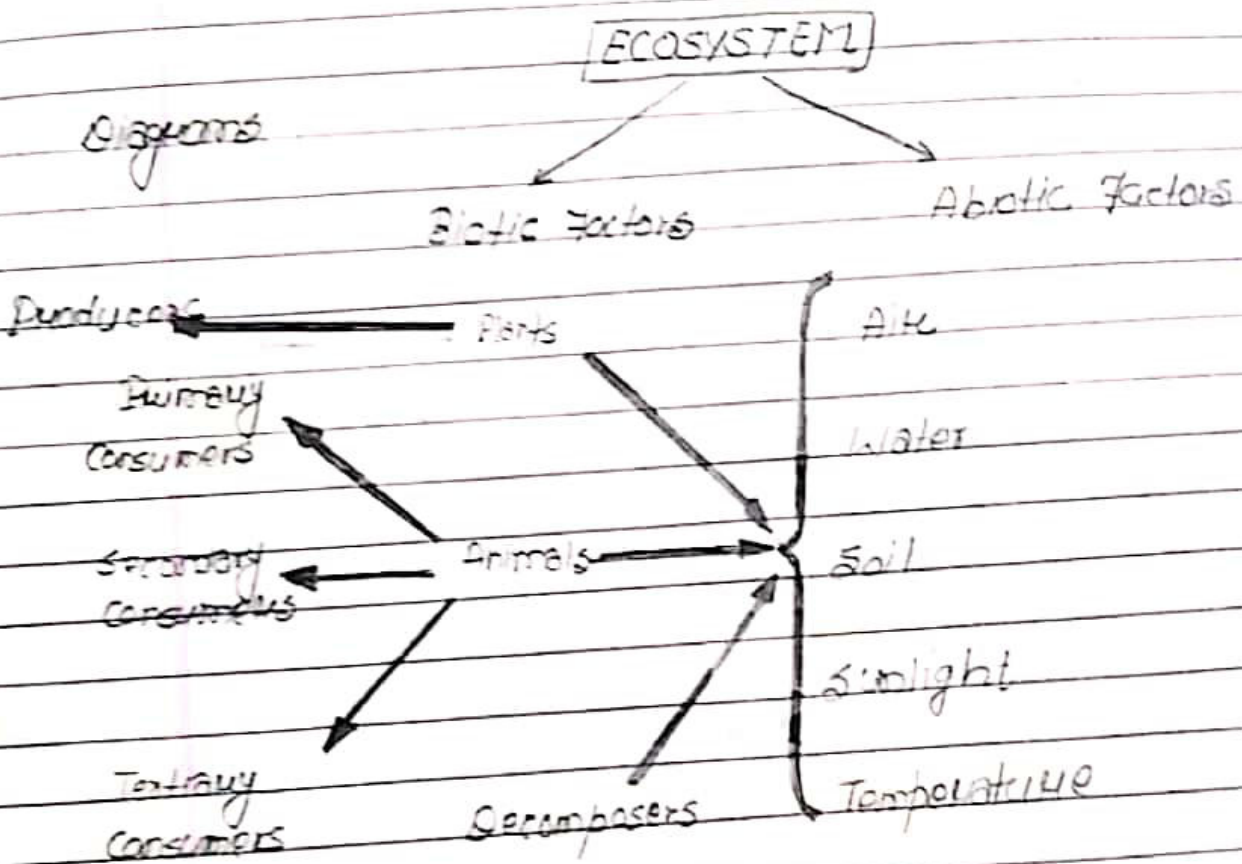 ECOSYSTEM
Diagrams
Biotic Factors
Abiotic Factors
Producers
Plants
Air
Primary
Consumers
Water
Secondary
Consumers
Animals
Soil
Sunlight
Tertiary
Consumers
Decomposers
Temperature